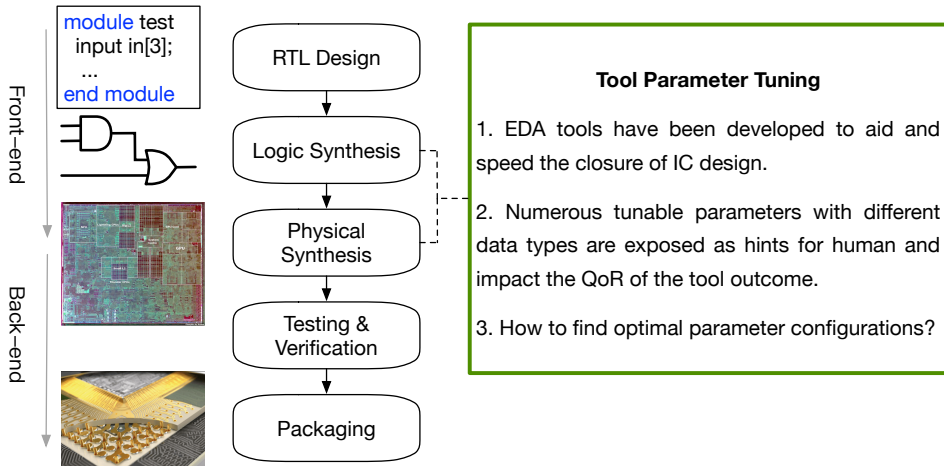 module test
input in[3];
...
end module
Front-end
Back-end
RTL Design
Logic Synthesis
Physical
Synthesis
Testing &
Verification
Packaging
Tool Parameter Tuning
1. EDA tools have been developed to aid and
speed the closure of IC design.
2. Numerous tunable parameters with different
data types are exposed as hints for human and
impact the QoR of the tool outcome.
3. How to find optimal parameter configurations?